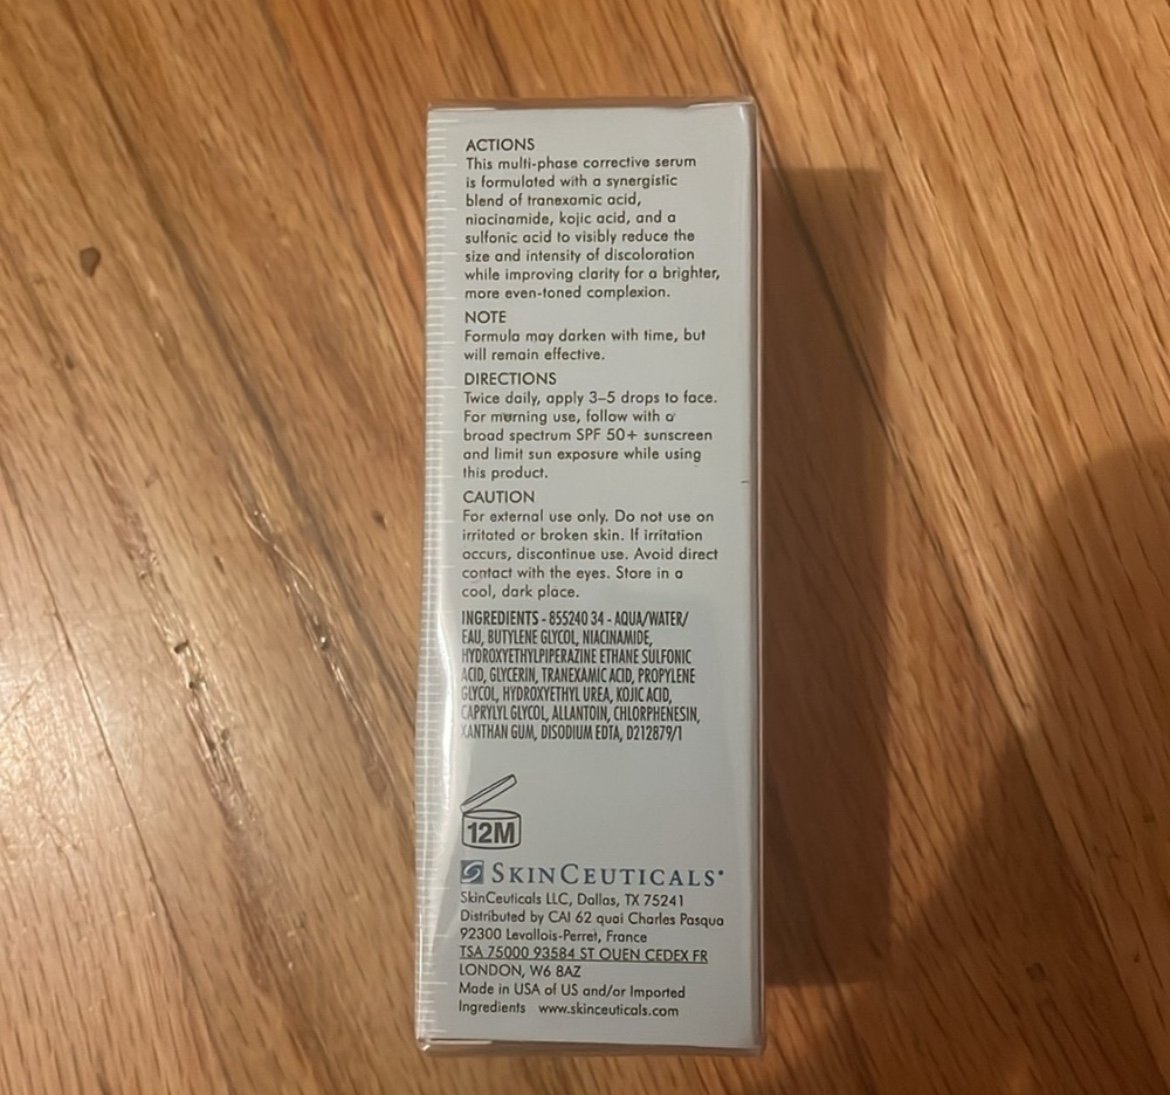 ACTIONS
This multi-phase corrective serum
is formulated with a synergistic
blend of tranexamic acid,
niacinamide, kojic acid, and a
sulfonic acid to visibly reduce the
size and intensity of discoloration
while improving clarity for a brighter,
more even-toned complexion.
NOTE
Formula may darken with time, but
will remain effective.
DIRECTIONS
Twice daily, apply 3–5 drops to face.
For morning use, follow with a
broad spectrum SPF 50+ sunscreen
and limit sun exposure while using
this product.
CAUTION
For external use only. Do not use on
irritated or broken skin. If irritation
occurs, discontinue use. Avoid direct
contact with the eyes. Store in a
cool, dark place.
INGREDIENTS - 855240 34 - AQUA/WATER/
EAU, BUTYLENE GLYCOL, NIACINAMIDE,
HYDROXYETHYLPIPERAZINE ETHANE SULFONIC
ACID, GLYCERIN, TRANEXAMIC ACID, PROPYLENE
GLYCOL, HYDROXYETHYL UREA, KOJIC ACID,
CAPRYLYL GLYCOL, ALLANTOIN, CHLORPHENESIN,
XANTHAN GUM, DISODIUM EDTA, D212879/1
12M
SKINCEUTICALS
SkinCeuticals LLC, Dallas, TX 75241
Distributed by CAI 62 quai Charles Pasqua
92300 Levallois-Perret, France
TSA 75000 93584 ST OUEN CEDEX FR
LONDON, W6 8AZ
Made in USA of US and/or Imported
Ingredients www.skinceuticals.com